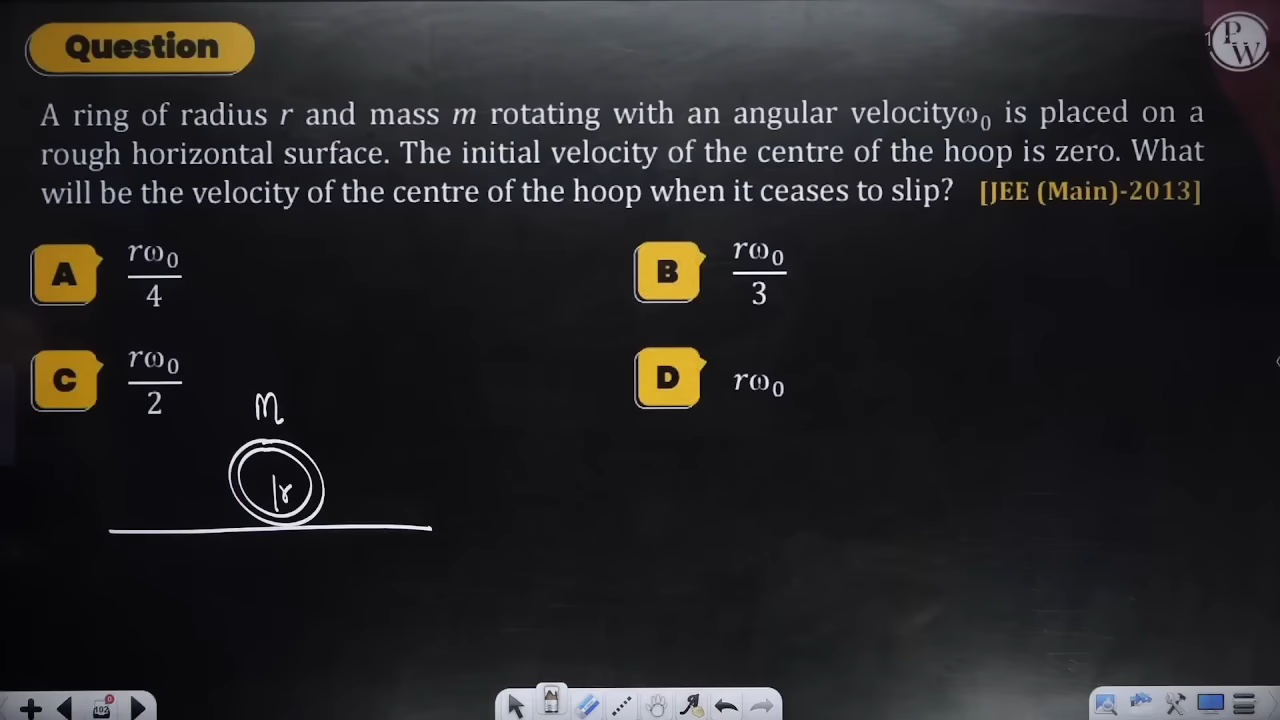 Question
PW
A ring of radius r and mass m rotating with an angular velocityω₀ is placed on a
rough horizontal surface. The initial velocity of the centre of the hoop is zero. What
will be the velocity of the centre of the hoop when it ceases to slip? [JEE (Main)-2013]
A rω₀/4
B rω₀/3
C rω₀/2
D rω₀
m
r
102